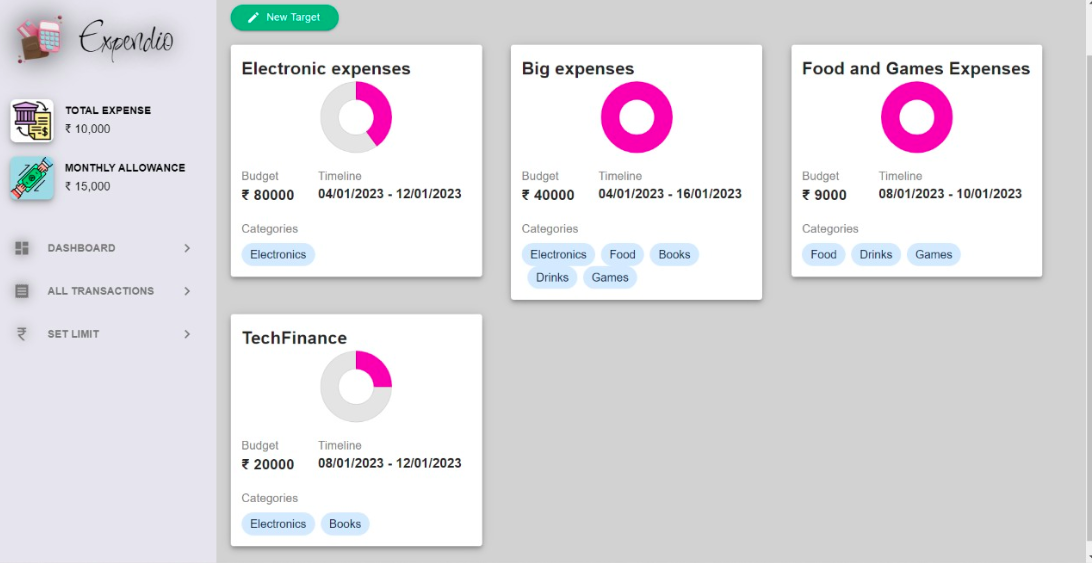 Expendio
TOTAL EXPENSE
₹ 10,000
MONTHLY ALLOWANCE
₹ 15,000
DASHBOARD
ALL TRANSACTIONS
₹ SET LIMIT
New Target
Electronic expenses
Budget Timeline
₹ 80000 04/01/2023 - 12/01/2023
Categories
Electronics
Big expenses
Budget Timeline
₹ 40000 04/01/2023 - 16/01/2023
Categories
Electronics Food Books
Drinks Games
Food and Games Expenses
Budget Timeline
₹ 9000 08/01/2023 - 10/01/2023
Categories
Food Drinks Games
TechFinance
Budget Timeline
₹ 20000 08/01/2023 - 12/01/2023
Categories
Electronics Books